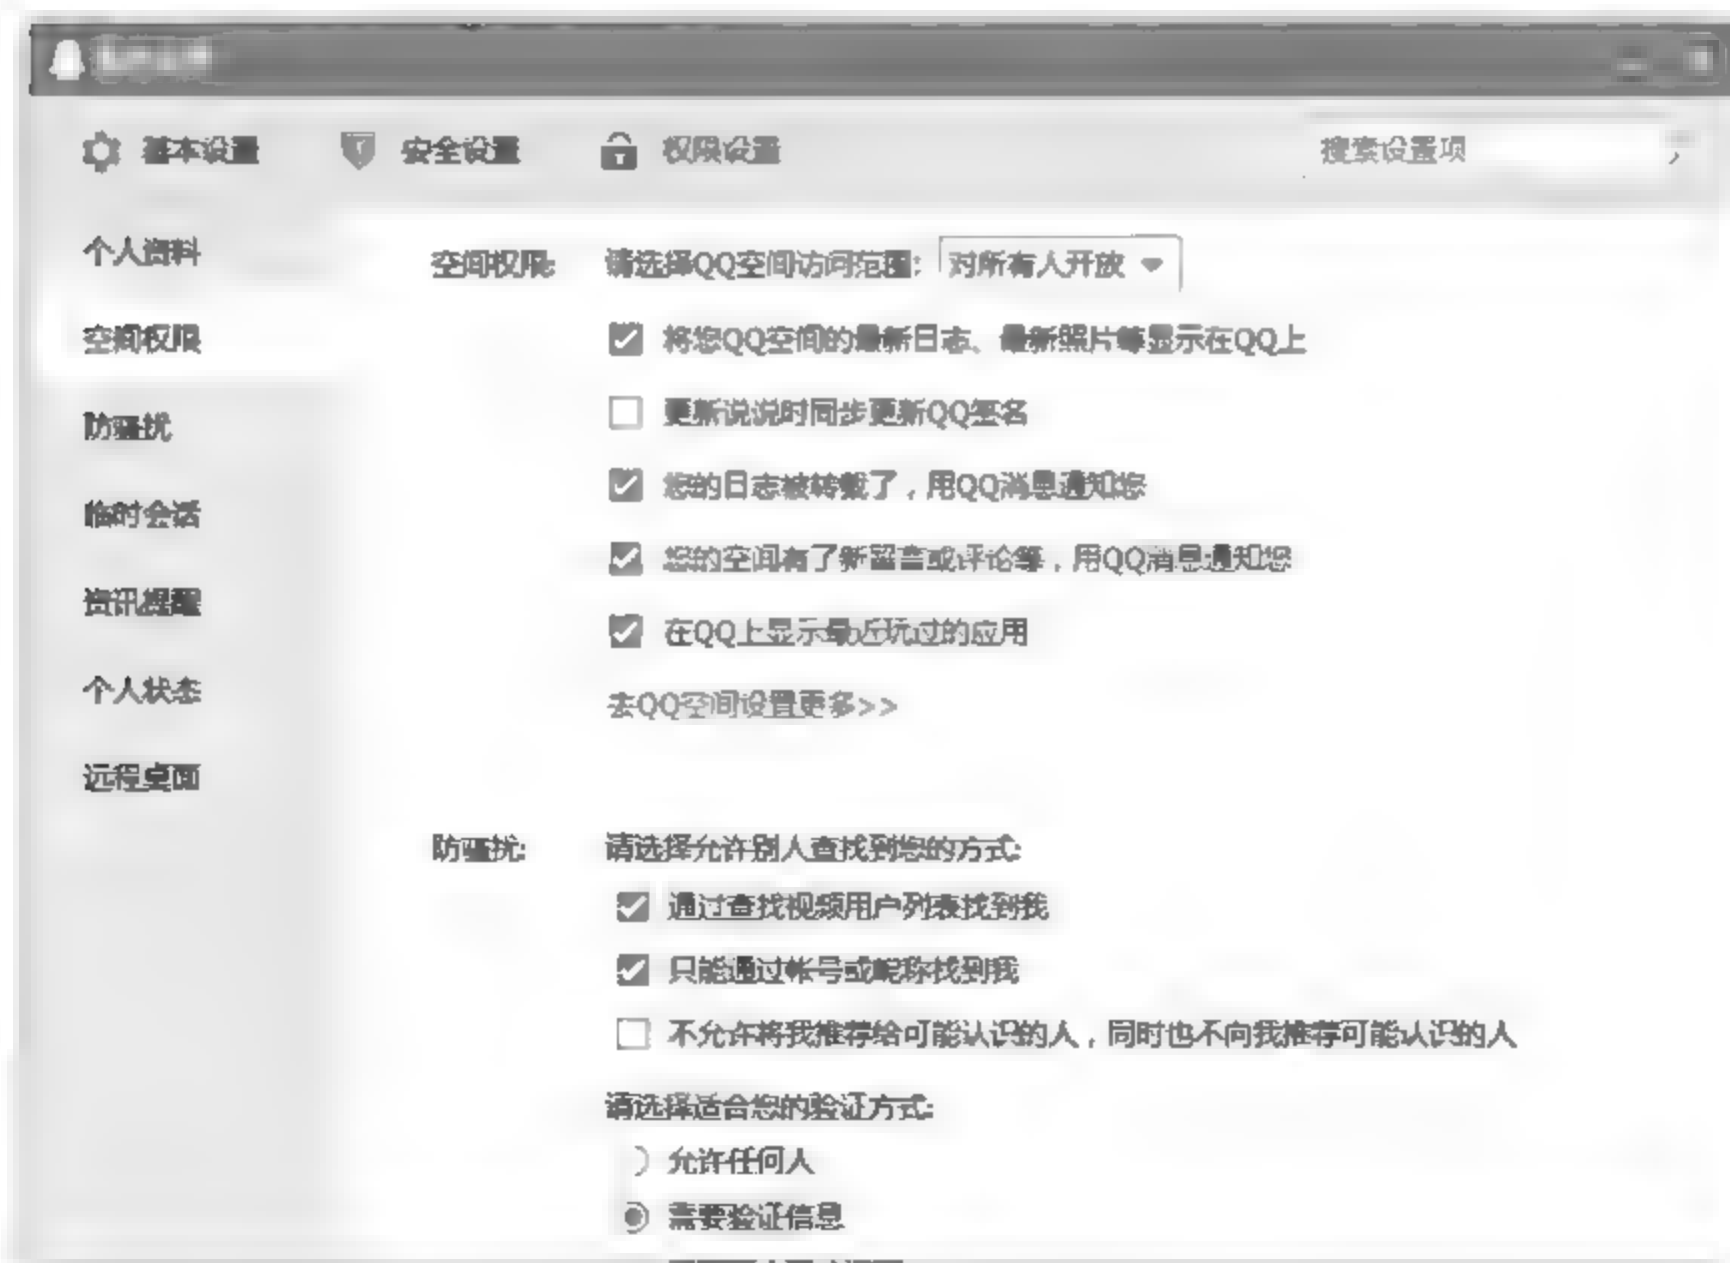 基本设置 安全设置 权限设置 搜索设置项
个人资料
空间权限
防骚扰
临时会话
资讯提醒
个人状态
远程桌面
空间权限: 请选择QQ空间访问范围: 对所有人开放
将您QQ空间的最新日志、最新照片等显示在QQ上
更新说说时同步更新QQ签名
您的日志被转载了，用QQ消息通知您
您的空间有了新留言或评论等，用QQ消息通知您
在QQ上显示最近玩过的应用
去QQ空间设置更多>>
防骚扰: 请选择允许别人查找到您的方式:
通过查找视频用户列表找到我
只能通过帐号或昵称找到我
不允许将我推荐给可能认识的人，同时也不向我推荐可能认识的人
请选择适合您的验证方式:
允许任何人
需要验证信息